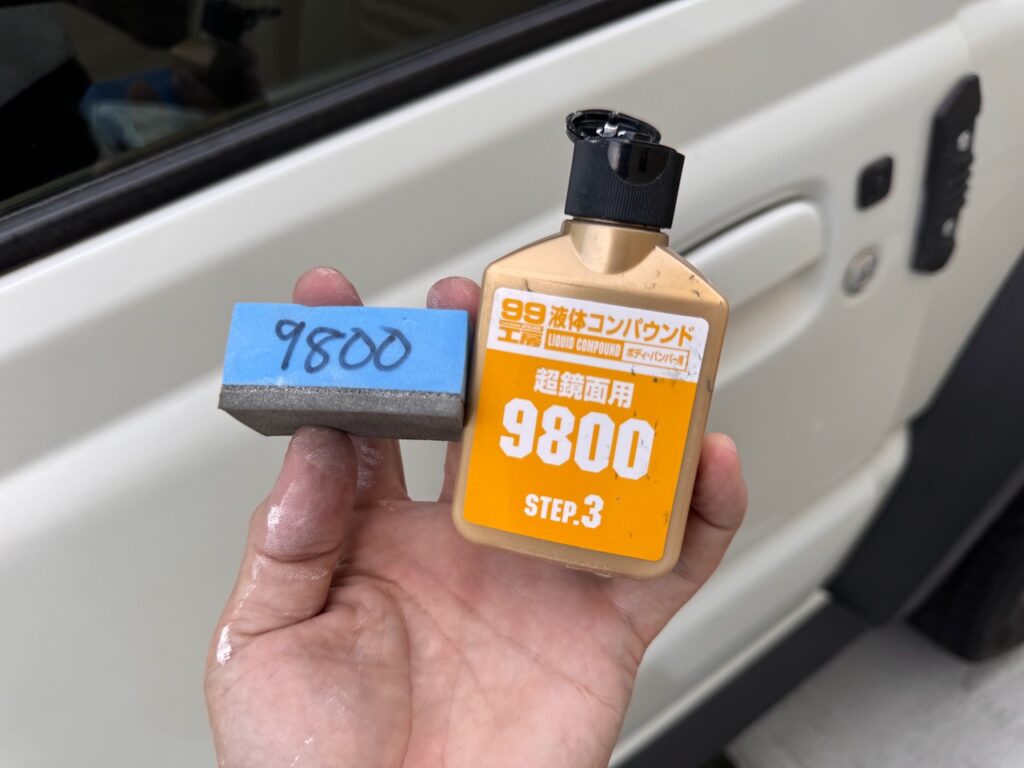 9800
99
工房
液体コンパウンド
LIQUID COMPOUND
ボディ・バンパー用
超鏡面用
9800
STEP.3